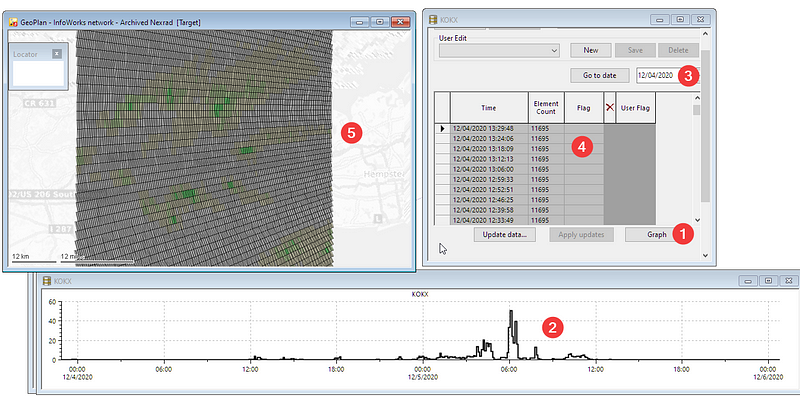 GeoPlan - InfoWorks network - Archived Nexrad [Target]
Locator
CR 631
02;US 206 South
I 287
Hempster
L
12 km
12 mi
5
KOKX
User Edit
New
Save
Delete
Go to date
12/04/2020
3
Time
Element Count
Flag
User Flag
12/04/2020 13:29:48 11695
12/04/2020 13:24:06 11695
12/04/2020 13:18:09 11695
12/04/2020 13:12:13 11695
12/04/2020 13:06:00 11695
12/04/2020 12:59:33 11695
12/04/2020 12:52:51 11695
12/04/2020 12:46:25 11695
12/04/2020 12:39:58 11695
12/04/2020 12:33:49 11695
4
Update data...
Apply updates
Graph
1
KOKX
KOKX
60
40
20
0
2
00:00 06:00 12:00 18:00 00:00 06:00 12:00 18:00 00:00
12/4/2020 12/5/2020 12/6/2020